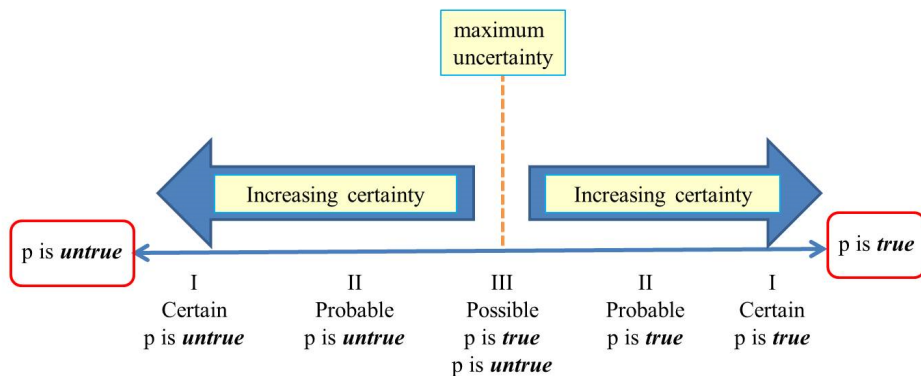 maximum
uncertainty
Increasing certainty
Increasing certainty
p is untrue
p is true
I
Certain
p is untrue
II
Probable
p is untrue
III
Possible
p is true
p is untrue
II
Probable
p is true
I
Certain
p is true